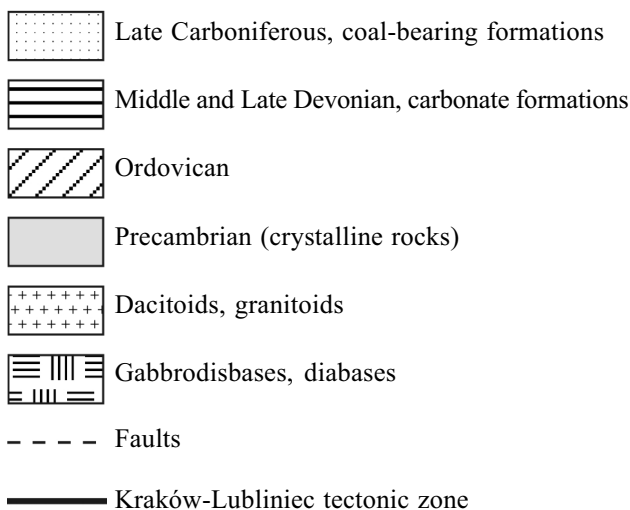 Late Carboniferous, coal-bearing formations
Middle and Late Devonian, carbonate formations
Ordovican
Precambrian (crystalline rocks)
Dacitoids, granitoids
Gabbrodisbases, diabases
Faults
Kraków-Lubliniec tectonic zone